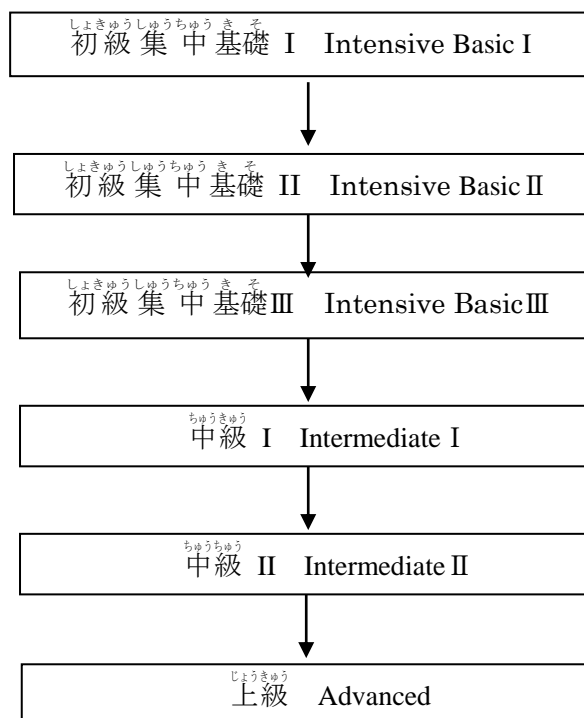 しょきゅうしゅうちゅう き そ
初級集中基礎 I Intensive Basic I
しょきゅうしゅうちゅう き そ
初級集中基礎 II Intensive Basic Ⅱ
しょきゅうしゅうちゅう き そ
初級集中基礎Ⅲ Intensive BasicⅢ
ちゅうきゅう
中級 I Intermediate I
ちゅうちゅう
中級 II Intermediate Ⅱ
じょうきゅう
上級 Advanced